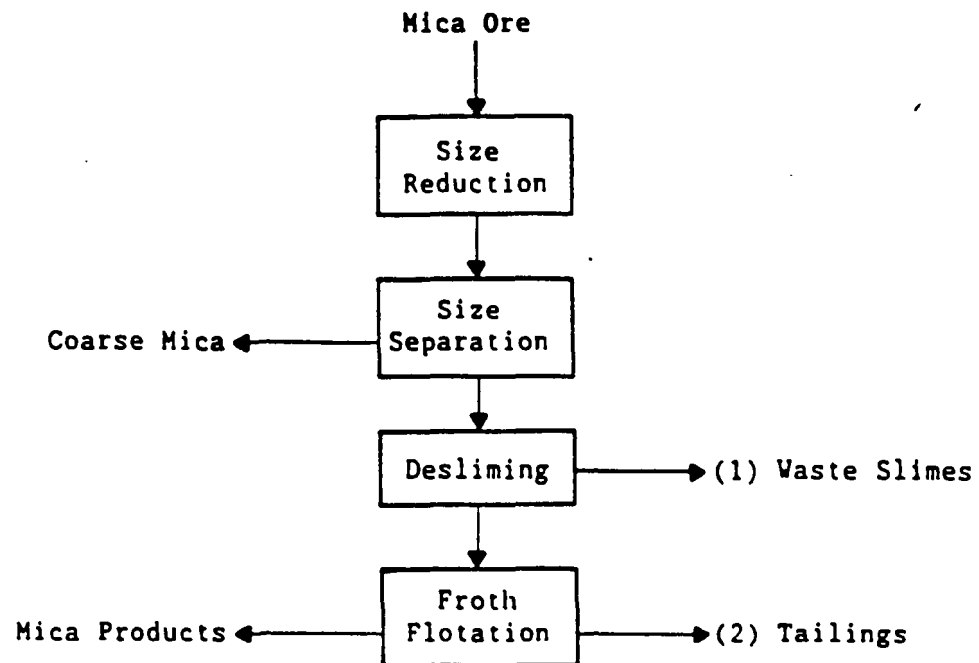 Mica Ore
Size
Reduction
Size
Separation
Coarse Mica
Desliming
(1) Waste Slimes
Froth
Flotation
Mica Products
(2) Tailings